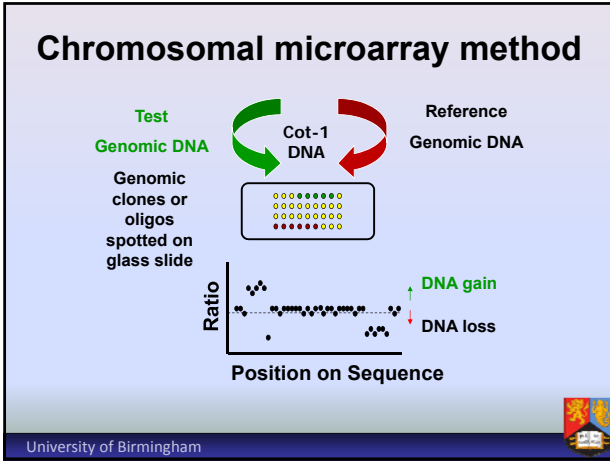 Chromosomal microarray method
Test
Genomic DNA
Cot-1
DNA
Reference
Genomic DNA
Genomic
clones or
oligos
spotted on
glass slide
Ratio
DNA gain
DNA loss
Position on Sequence
University of Birmingham